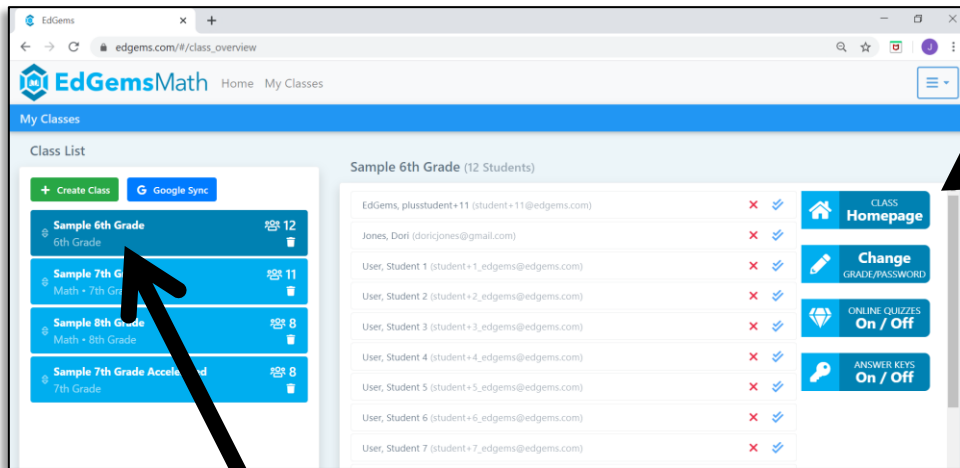 EdGems
edgems.com/#/class_overview
J
EdGemsMath Home My Classes
My Classes
Class List
+ Create Class
G Google Sync
Sample 6th Grade 12
6th Grade
Sample 7th 11
Math • 7th
Sample 8th Grade 8
Math • 8th Grade
Sample 7th Grade 8
7th Grade
Sample 6th Grade (12 Students)
EdGems, plusstudent+11 (student+11@edgems.com)
Jones, Dori (doricjones@gmail.com)
User, Student 1 (student+1_edgems@edgems.com)
User, Student 2 (student+2_edgems@edgems.com)
User, Student 3 (student+3_edgems@edgems.com)
User, Student 4 (student+4_edgems@edgems.com)
User, Student 5 (student+5_edgems@edgems.com)
User, Student 6 (student+6_edgems@edgems.com)
User, Student 7 (student+7_edgems@edgems.com)
CLASS
Homepage
Change
GRADE/PASSWORD
ONLINE QUIZZES
On / Off
ANSWER KEYS
On / Off